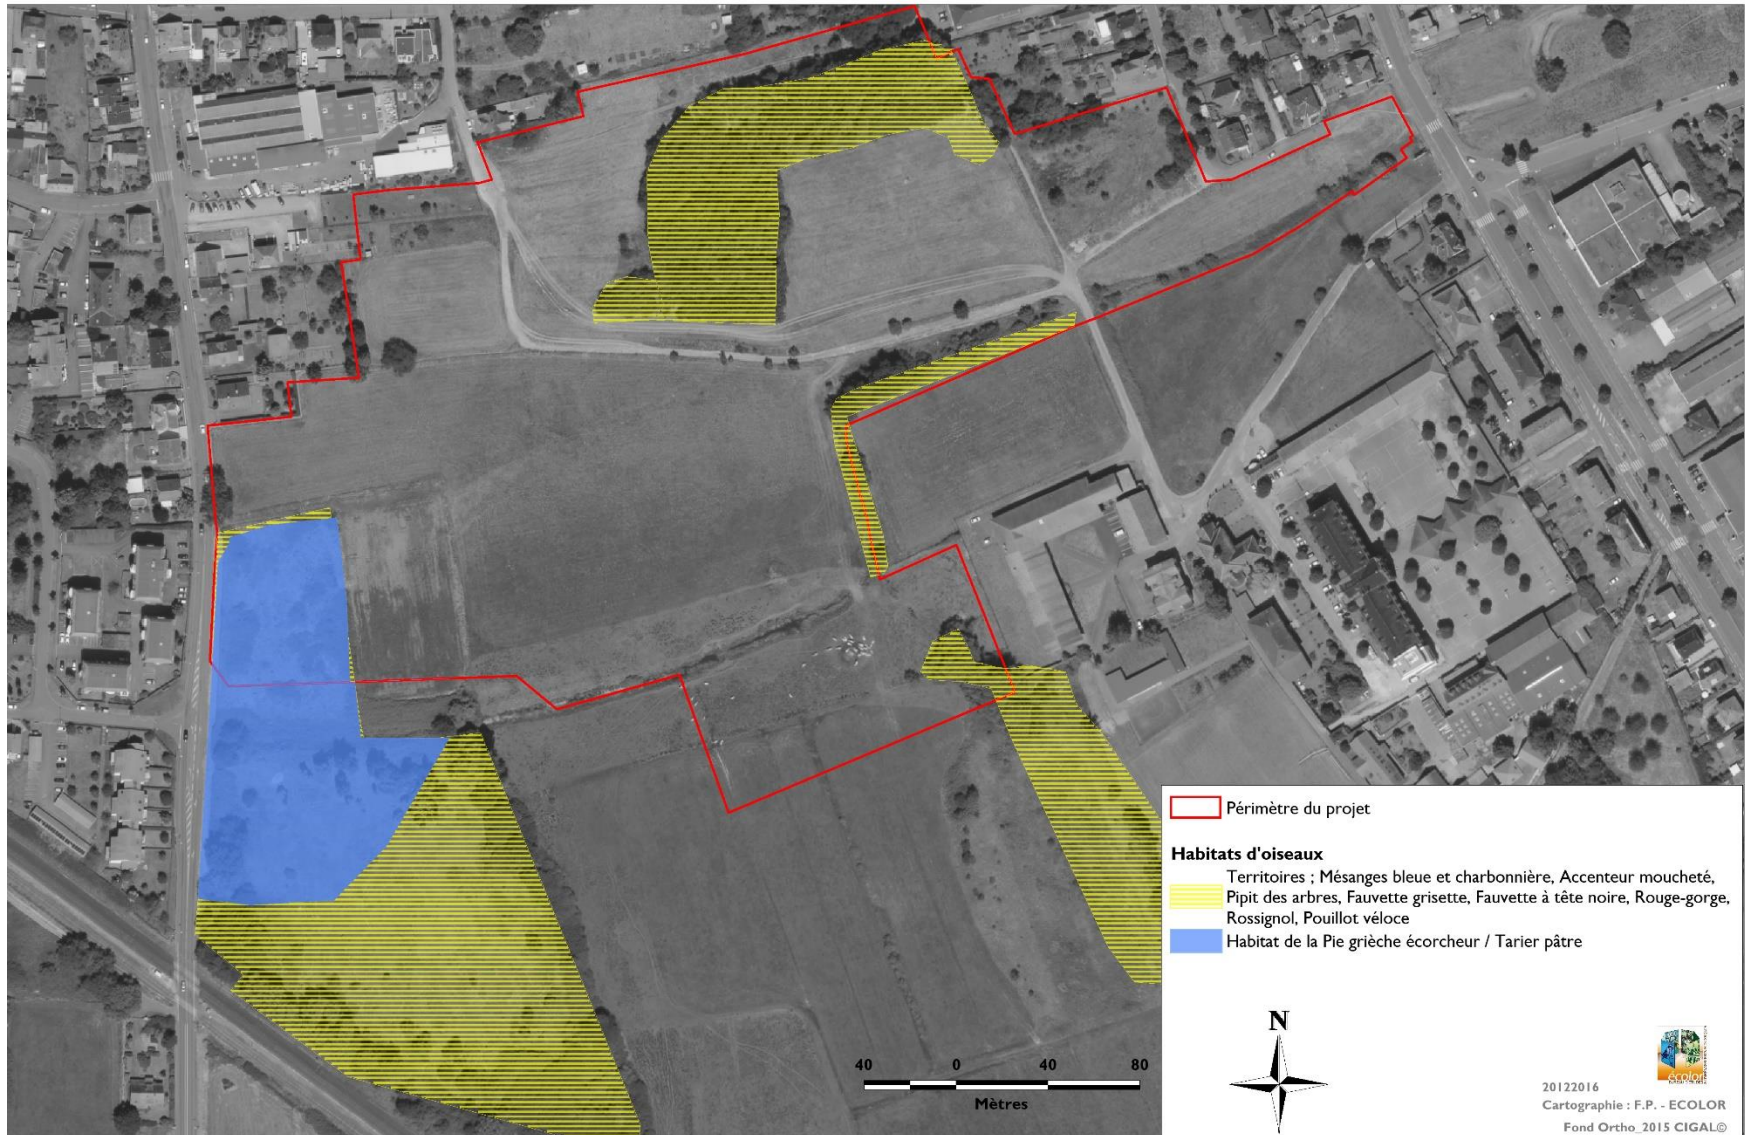 Périmètre du projet
Habitats d'oiseaux
Territoires ; Mésanges bleue et charbonnière, Accenteur moucheté,
Pipit des arbres, Fauvette grisette, Fauvette à tête noire, Rouge-gorge,
Rossignol, Pouillot véloce
Habitat de la Pie grièche écorcheur / Tarier pâtre
40 0 40 80
Mètres
N
écolor
20122016
Cartographie : F.P. - ECOLOR
Fond Ortho_2015 CIGAL©